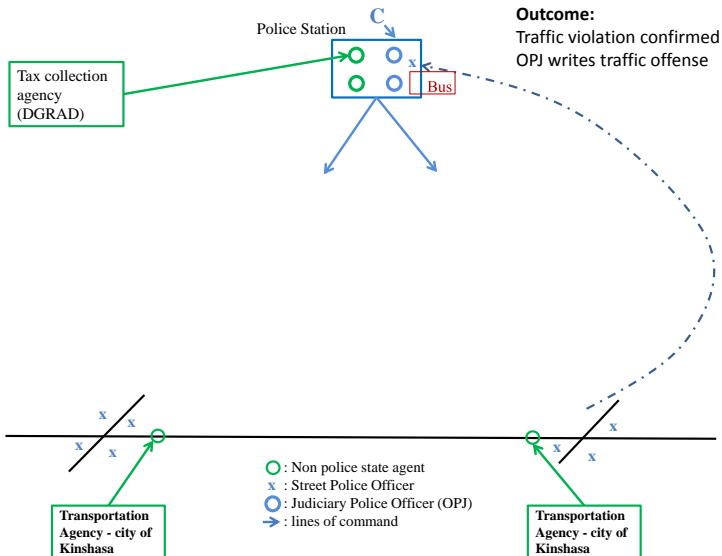 C
Police Station
Outcome:
Traffic violation confirmed
OPJ writes traffic offense
x
Bus
Tax collection
agency
(DGRAD)
x
x
x
x
x
x
x
: Non police state agent
x : Street Police Officer
: Judiciary Police Officer (OPJ)
: lines of command
Transportation
Agency - city of
Kinshasa
Transportation
Agency - city of
Kinshasa